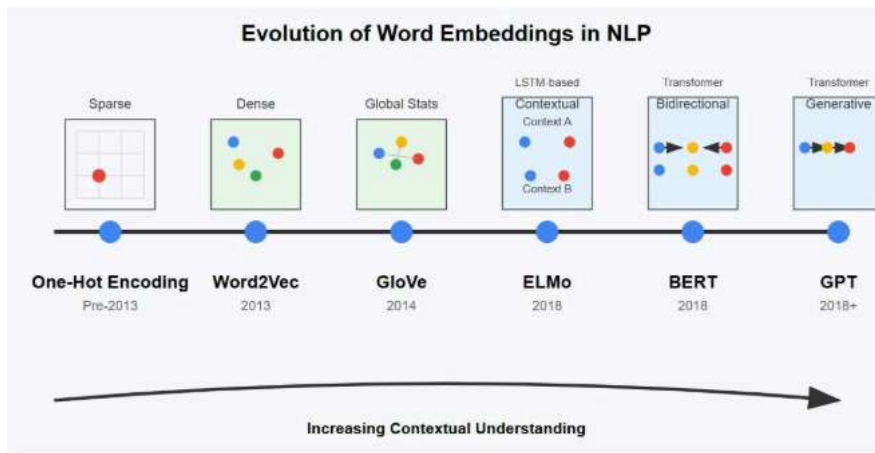 Evolution of Word Embeddings in NLP
LSTM-based
Transformer
Transformer
Sparse
Dense
Global Stats
Contextual
Bidirectional
Generative
Context A
Context B
One-Hot Encoding
Word2Vec
GloVe
ELMo
BERT
GPT
Pre-2013
2013
2014
2018
2018
2018+
Increasing Contextual Understanding